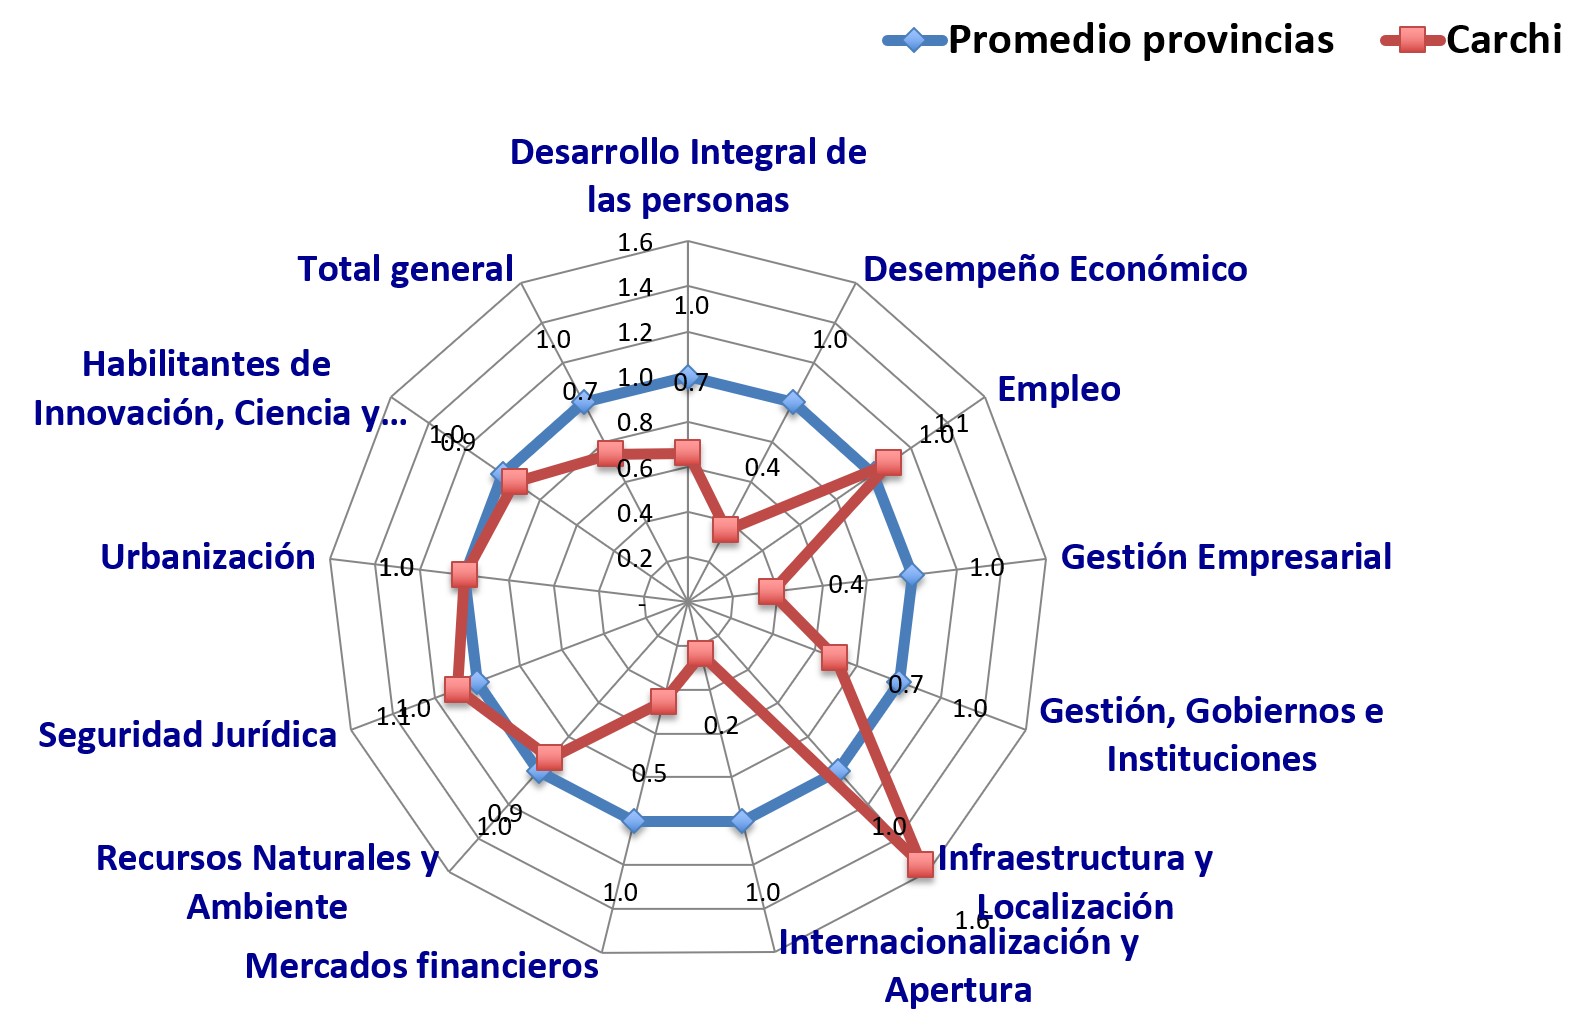 Promedio provincias
Carchi
Desarrollo Integral de
las personas
Desempeño Económico
Empleo
Gestión Empresarial
Gestión, Gobiernos e
Instituciones
Infraestructura y
Localización
Internacionalización y
Apertura
Mercados financieros
Recursos Naturales y
Ambiente
Seguridad Jurídica
Urbanización
Habilitantes de
Innovación, Ciencia y...
Total general
1.6
1.4
1.2
1.0
0.8
0.6
0.4
0.2
-
1.0
1.0
1.0
1.0
1.0
1.0
1.0
1.0
1.0
1.0
1.0
1.0
1.0
0.7
0.4
1.1
0.4
0.7
1.6
0.2
0.5
0.9
1.1
0.9
0.7